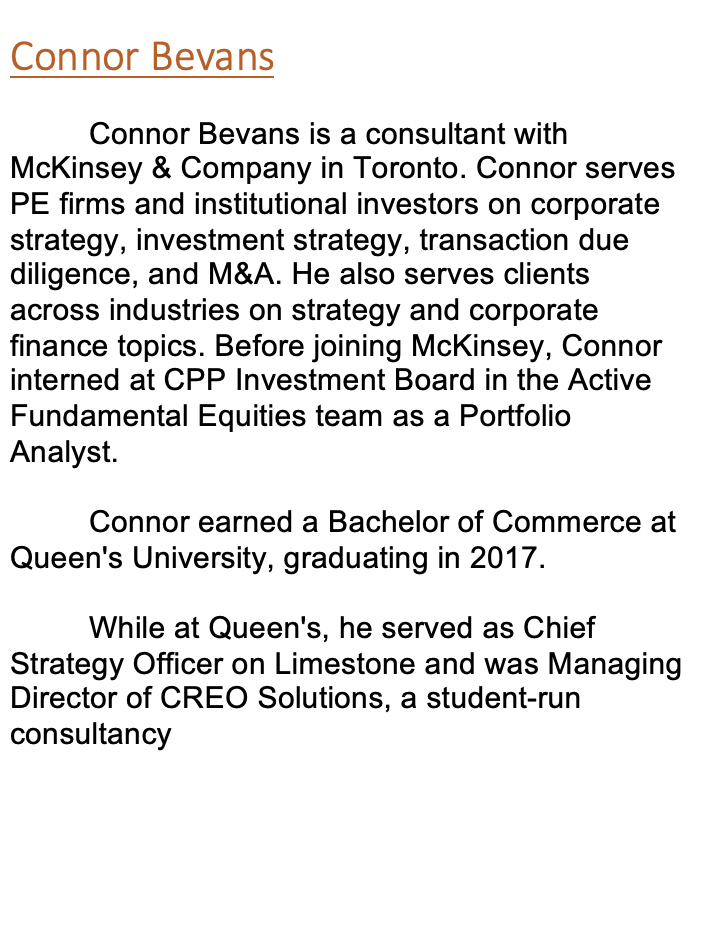 Connor Bevans
Connor Bevans is a consultant with
McKinsey & Company in Toronto. Connor serves
PE firms and institutional investors on corporate
strategy, investment strategy, transaction due
diligence, and M&A. He also serves clients
across industries on strategy and corporate
finance topics. Before joining McKinsey, Connor
interned at CPP Investment Board in the Active
Fundamental Equities team as a Portfolio
Analyst.
Connor earned a Bachelor of Commerce at
Queen's University, graduating in 2017.
While at Queen's, he served as Chief
Strategy Officer on Limestone and was Managing
Director of CREO Solutions, a student-run
consultancy